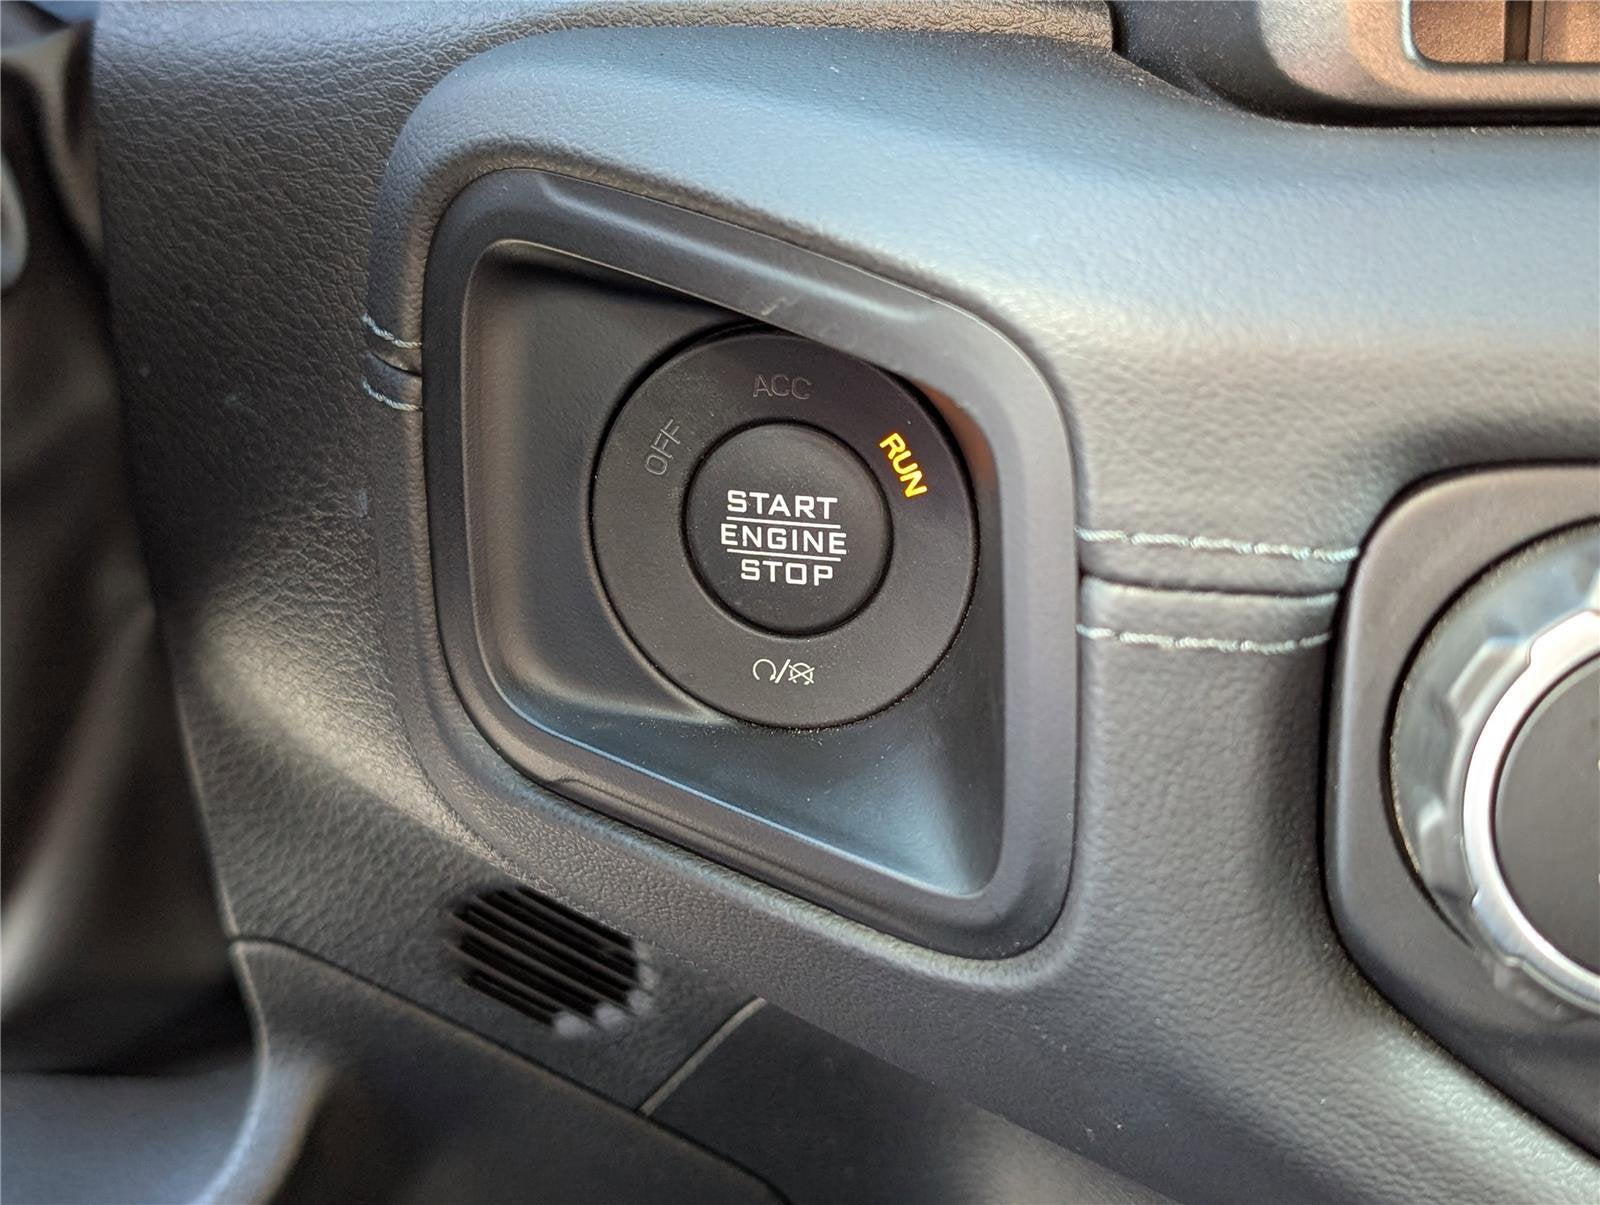 ACC
OFF
RUN
START
ENGINE
STOP